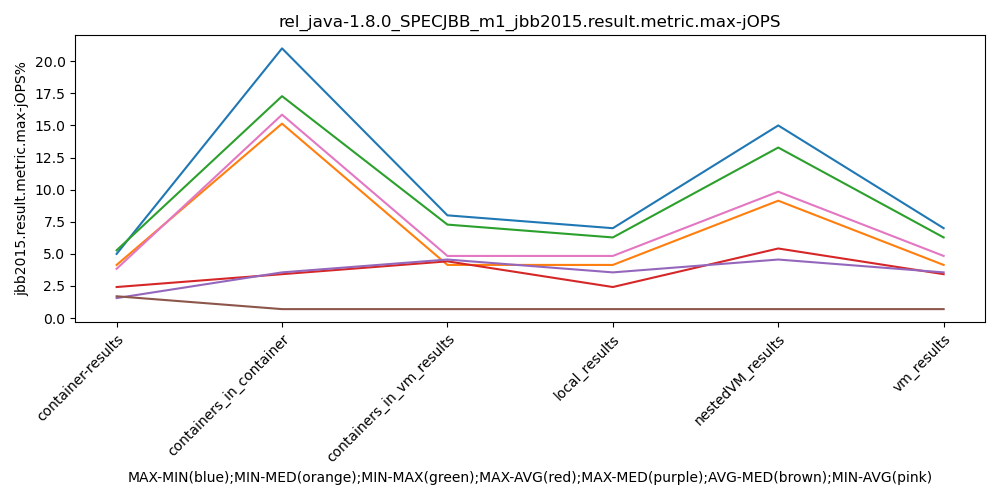 rel_java-1.8.0_SPECJBB_m1_jbb2015.result.metric.max-jOPS
jbb2015.result.metric.max-jOPS%
20.0
17.5
15.0
12.5
10.0
7.5
5.0
2.5
0.0
container-results
containers_in_container
containers_in_vm_results
local_results
nestedVM_results
vm_results
MAX-MIN(blue);MIN-MED(orange);MIN-MAX(green);MAX-AVG(red);MAX-MED(purple);AVG-MED(brown);MIN-AVG(pink)